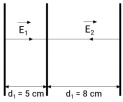 E₁ E₂
d₁ = 5 cm d₁ = 8 cm